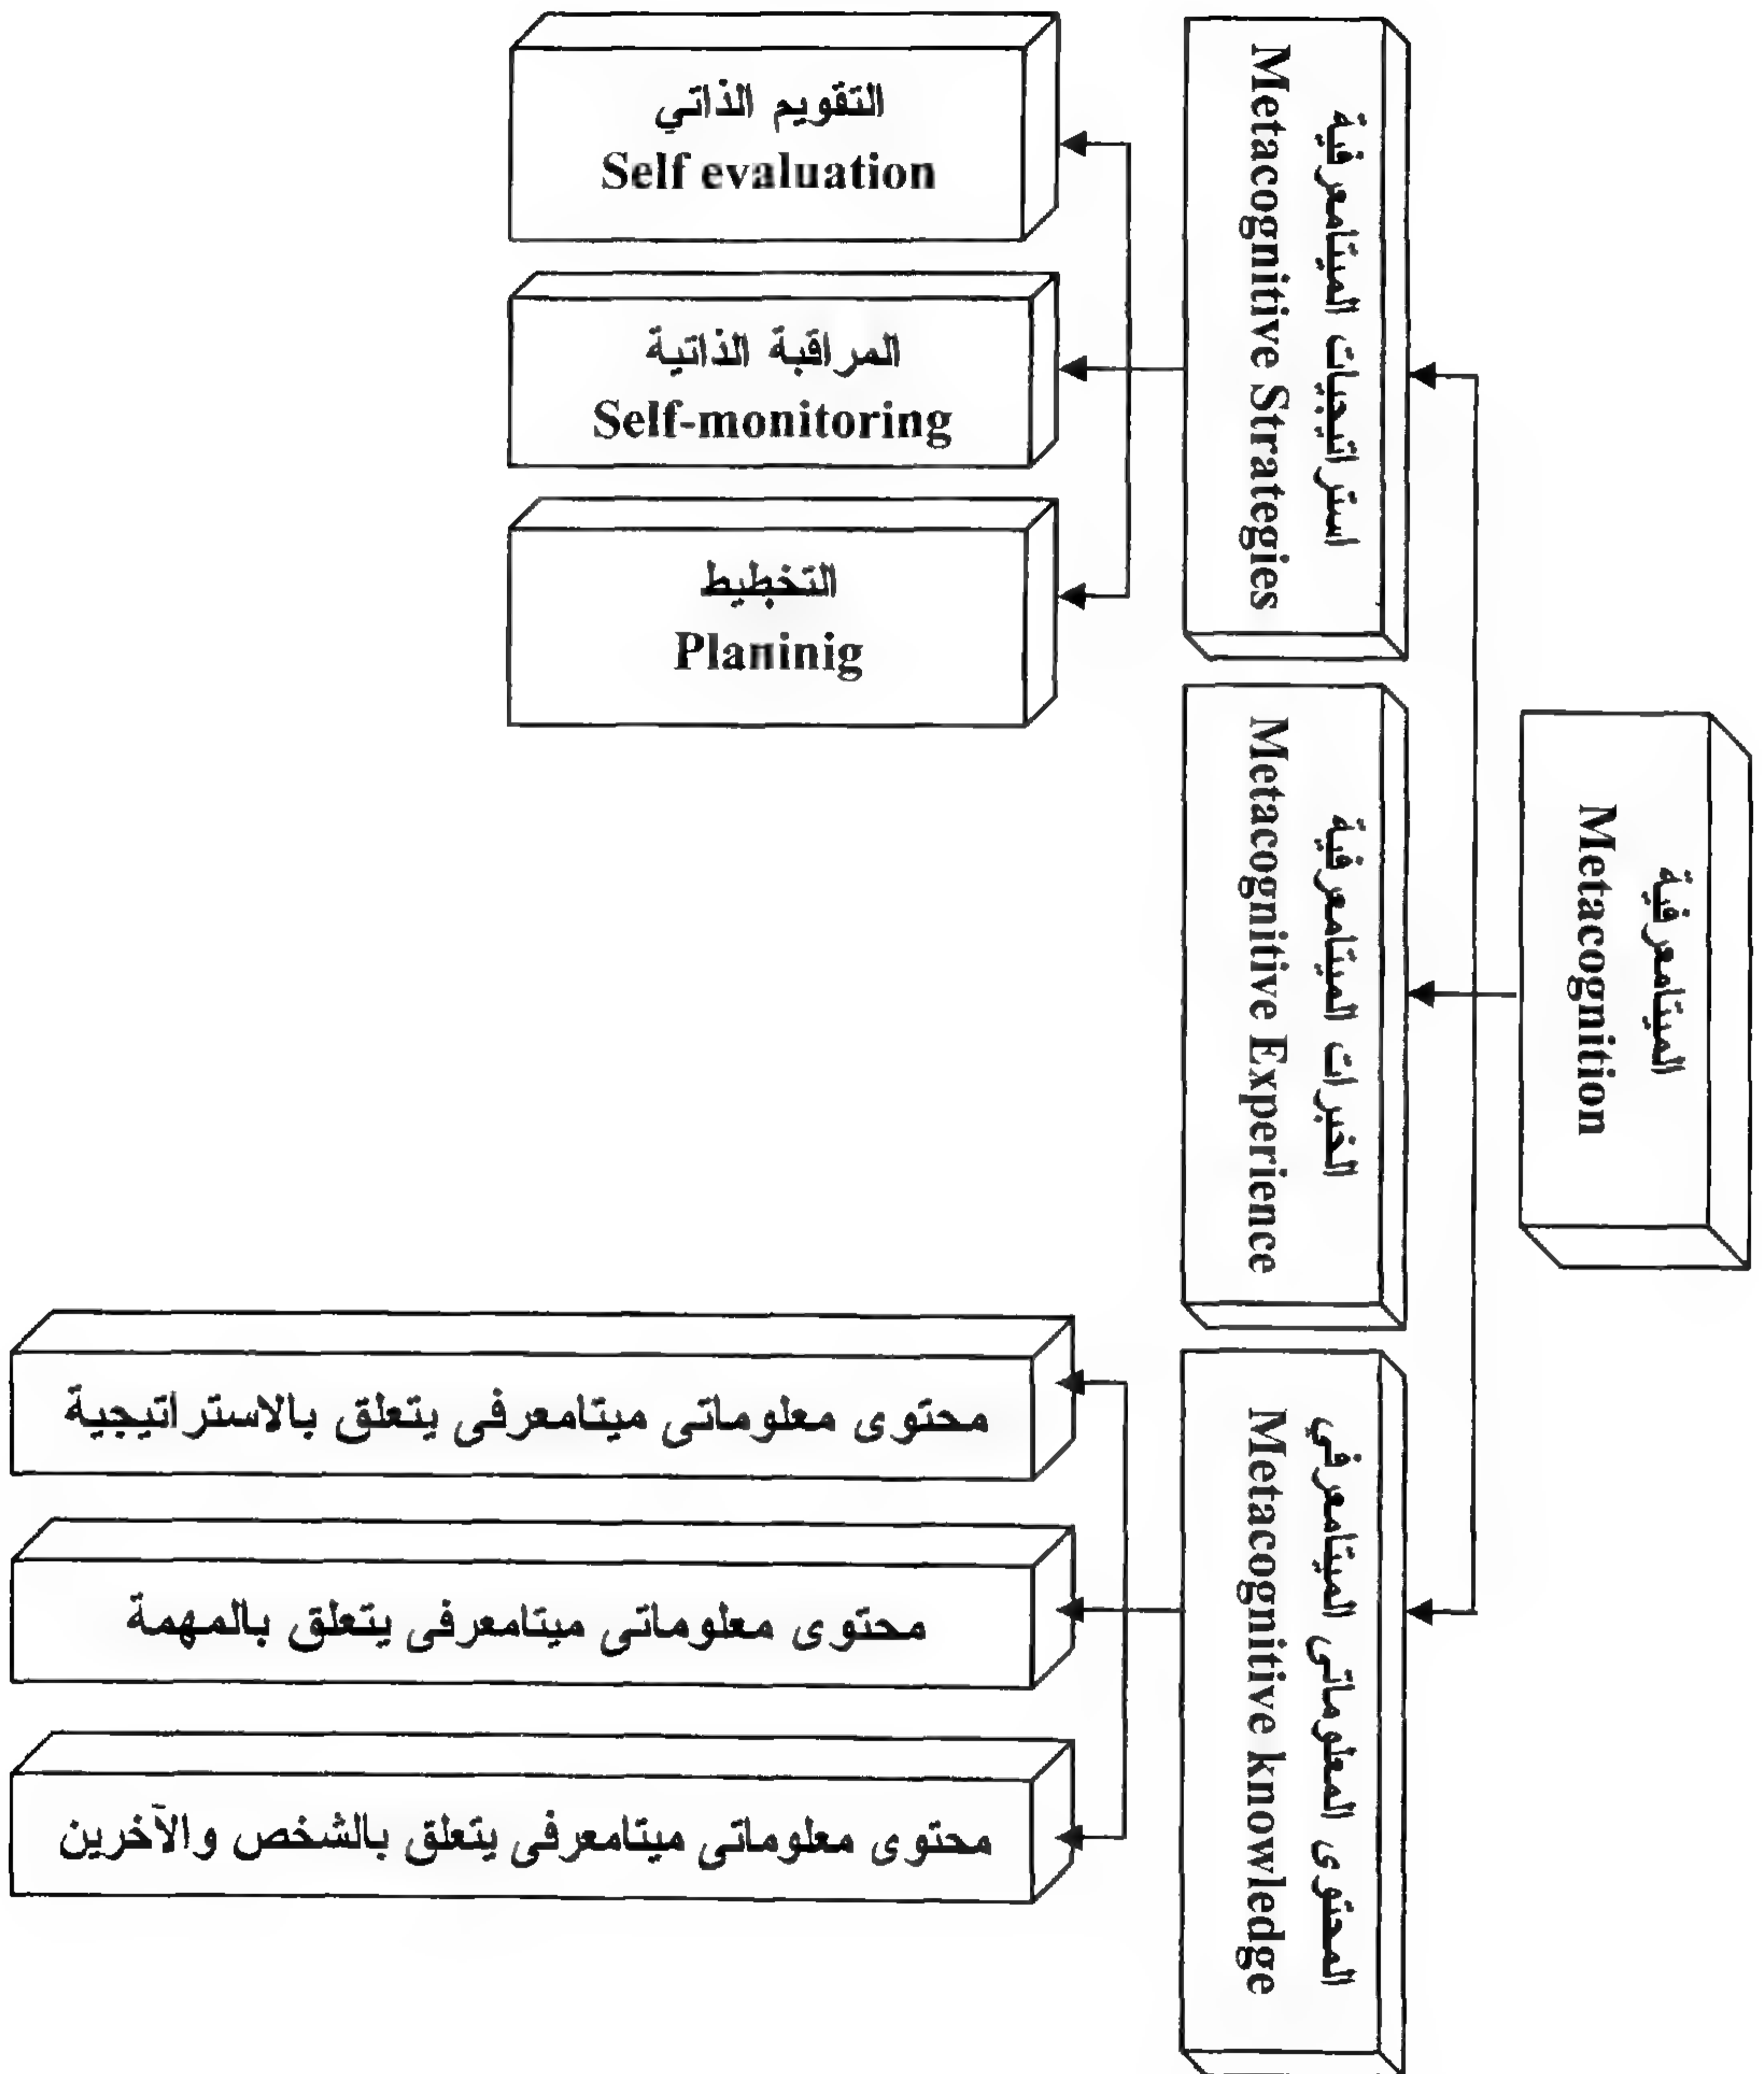 الميتامعرفية
Metacognition
استراتيجيات الميتامعرفية
Metacognitive Strategies
الخبرات الميتامعرفية
Metacognitive Experience
المحتوى المعلوماتى الميتامعرفي
Metacognitive knowledge
التقويم الذاتي
Self evaluation
المراقبة الذاتية
Self-monitoring
التخطيط
Planinig
محتوى معلوماتى ميتامعرفى يتعلق بالاستراتيجية
محتوى معلوماتى ميتامعرفى يتعلق بالمهمة
محتوى معلوماتى ميتامعرفى يتعلق بالشخص والآخرين